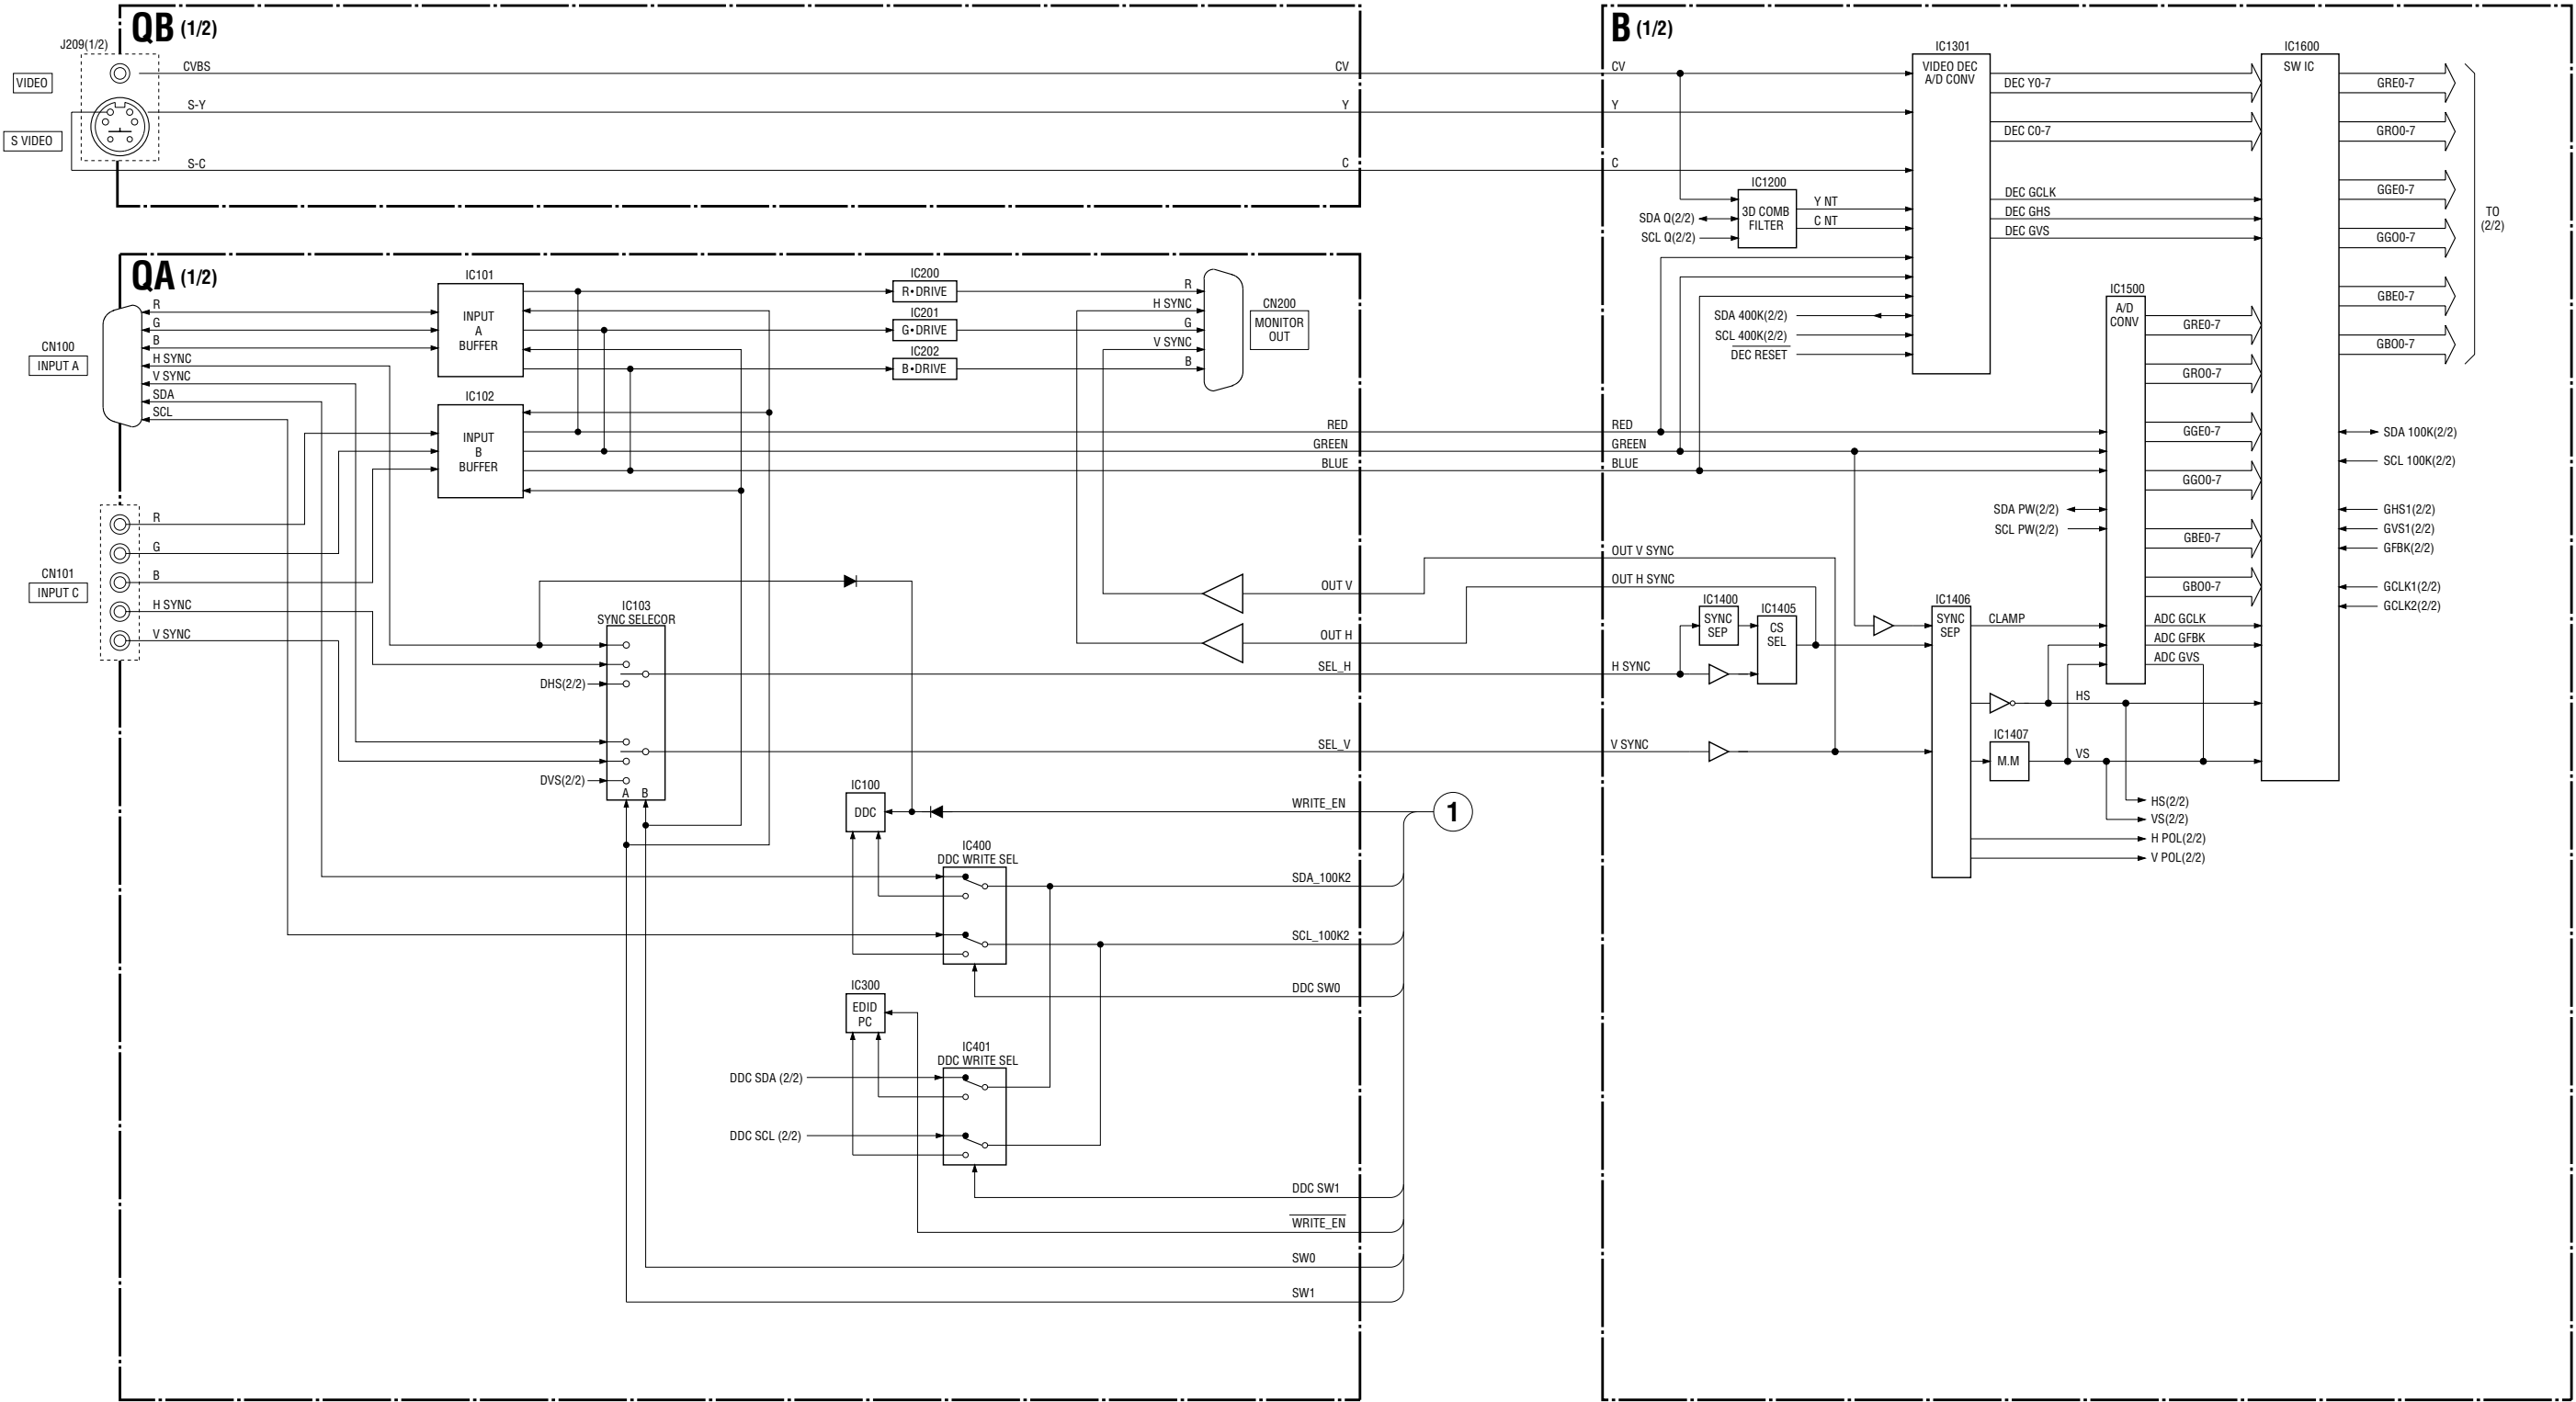 QB (1/2)
J209(1/2)
VIDEO
S VIDEO
CVBS
S-Y
S-C
CV
Y
C
QA (1/2)
CN100
INPUT A
R
G
B
H SYNC
V SYNC
SDA
SCL
CN101
INPUT C
R
G
B
H SYNC
V SYNC
IC101
INPUT
A
BUFFER
IC102
INPUT
B
BUFFER
IC200
R•DRIVE
IC201
G•DRIVE
IC202
B•DRIVE
R
H SYNC
G
V SYNC
B
CN200
MONITOR
OUT
RED
GREEN
BLUE
IC103
SYNC SELECOR
DHS(2/2)
DVS(2/2)
A B
OUT V
OUT H
SEL_H
SEL_V
IC100
DDC
WRITE_EN
1
IC400
DDC WRITE SEL
SDA_100K2
SCL_100K2
DDC SW0
IC300
EDID
PC
IC401
DDC WRITE SEL
DDC SDA (2/2)
DDC SCL (2/2)
DDC SW1
WRITE_EN
SW0
SW1
B (1/2)
CV
Y
C
IC1301
VIDEO DEC
A/D CONV
IC1200
3D COMB
FILTER
SDA Q(2/2)
SCL Q(2/2)
Y NT
C NT
SDA 400K(2/2)
SCL 400K(2/2)
DEC RESET
DEC Y0-7
DEC C0-7
DEC GCLK
DEC GHS
DEC GVS
IC1600
SW IC
GRE0-7
GRO0-7
GGE0-7
GGO0-7
GBE0-7
GBO0-7
TO
(2/2)
RED
GREEN
BLUE
IC1500
A/D
CONV
GRE0-7
GRO0-7
GGE0-7
GGO0-7
GBE0-7
GBO0-7
SDA PW(2/2)
SCL PW(2/2)
SDA 100K(2/2)
SCL 100K(2/2)
GHS1(2/2)
GVS1(2/2)
GFBK(2/2)
GCLK1(2/2)
GCLK2(2/2)
OUT V SYNC
OUT H SYNC
H SYNC
V SYNC
IC1400
SYNC
SEP
IC1405
CS
SEL
IC1406
SYNC
SEP
CLAMP
ADC GCLK
ADC GFBK
ADC GVS
HS
IC1407
M.M
VS
HS(2/2)
VS(2/2)
H POL(2/2)
V POL(2/2)